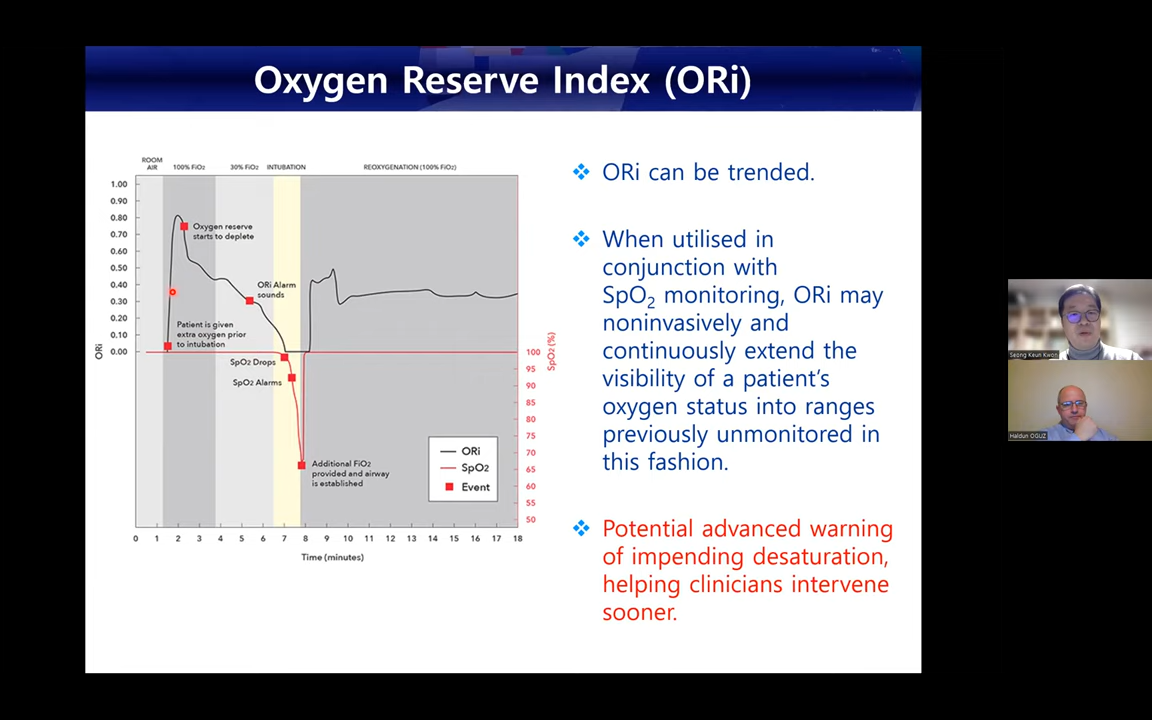 Oxygen Reserve Index (ORi)
ROOM
AIR
100% FiO2
30% FiO2
INTUBATION
REOXYGENATION (100% FiO2)
1.00
0.90
0.80
0.70
0.60
0.50
0.40
0.30
0.20
0.10
0.00
ORi
Oxygen reserve
starts to deplete
ORi Alarm
sounds
Patient is given
extra oxygen prior
to intubation
SpO2 Drops
SpO2 Alarms
Additional FiO2
provided and airway
is established
100
95
90
85
80
75
70
65
60
55
50
SpO2 (%)
ORi
SpO2
Event
0 1 2 3 4 5 6 7 8 9 10 11 12 13 14 15 16 17 18
Time (minutes)
ORi can be trended.
When utilised in
conjunction with
SpO2 monitoring, ORi may
noninvasively and
continuously extend the
visibility of a patient's
oxygen status into ranges
previously unmonitored in
this fashion.
Potential advanced warning
of impending desaturation,
helping clinicians intervene
sooner.
Seong Keun Kwon
Haldun OGUZ